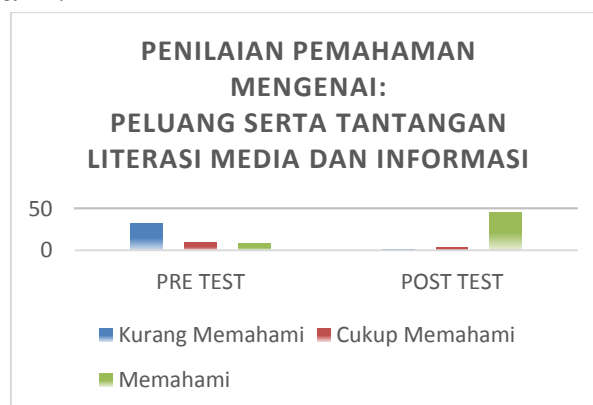 PENILAIAN PEMAHAMAN
MENGENAI:
PELUANG SERTA TANTANGAN
LITERASI MEDIA DAN INFORMASI
50
0
PRE TEST POST TEST
Kurang Memahami Cukup Memahami
Memahami